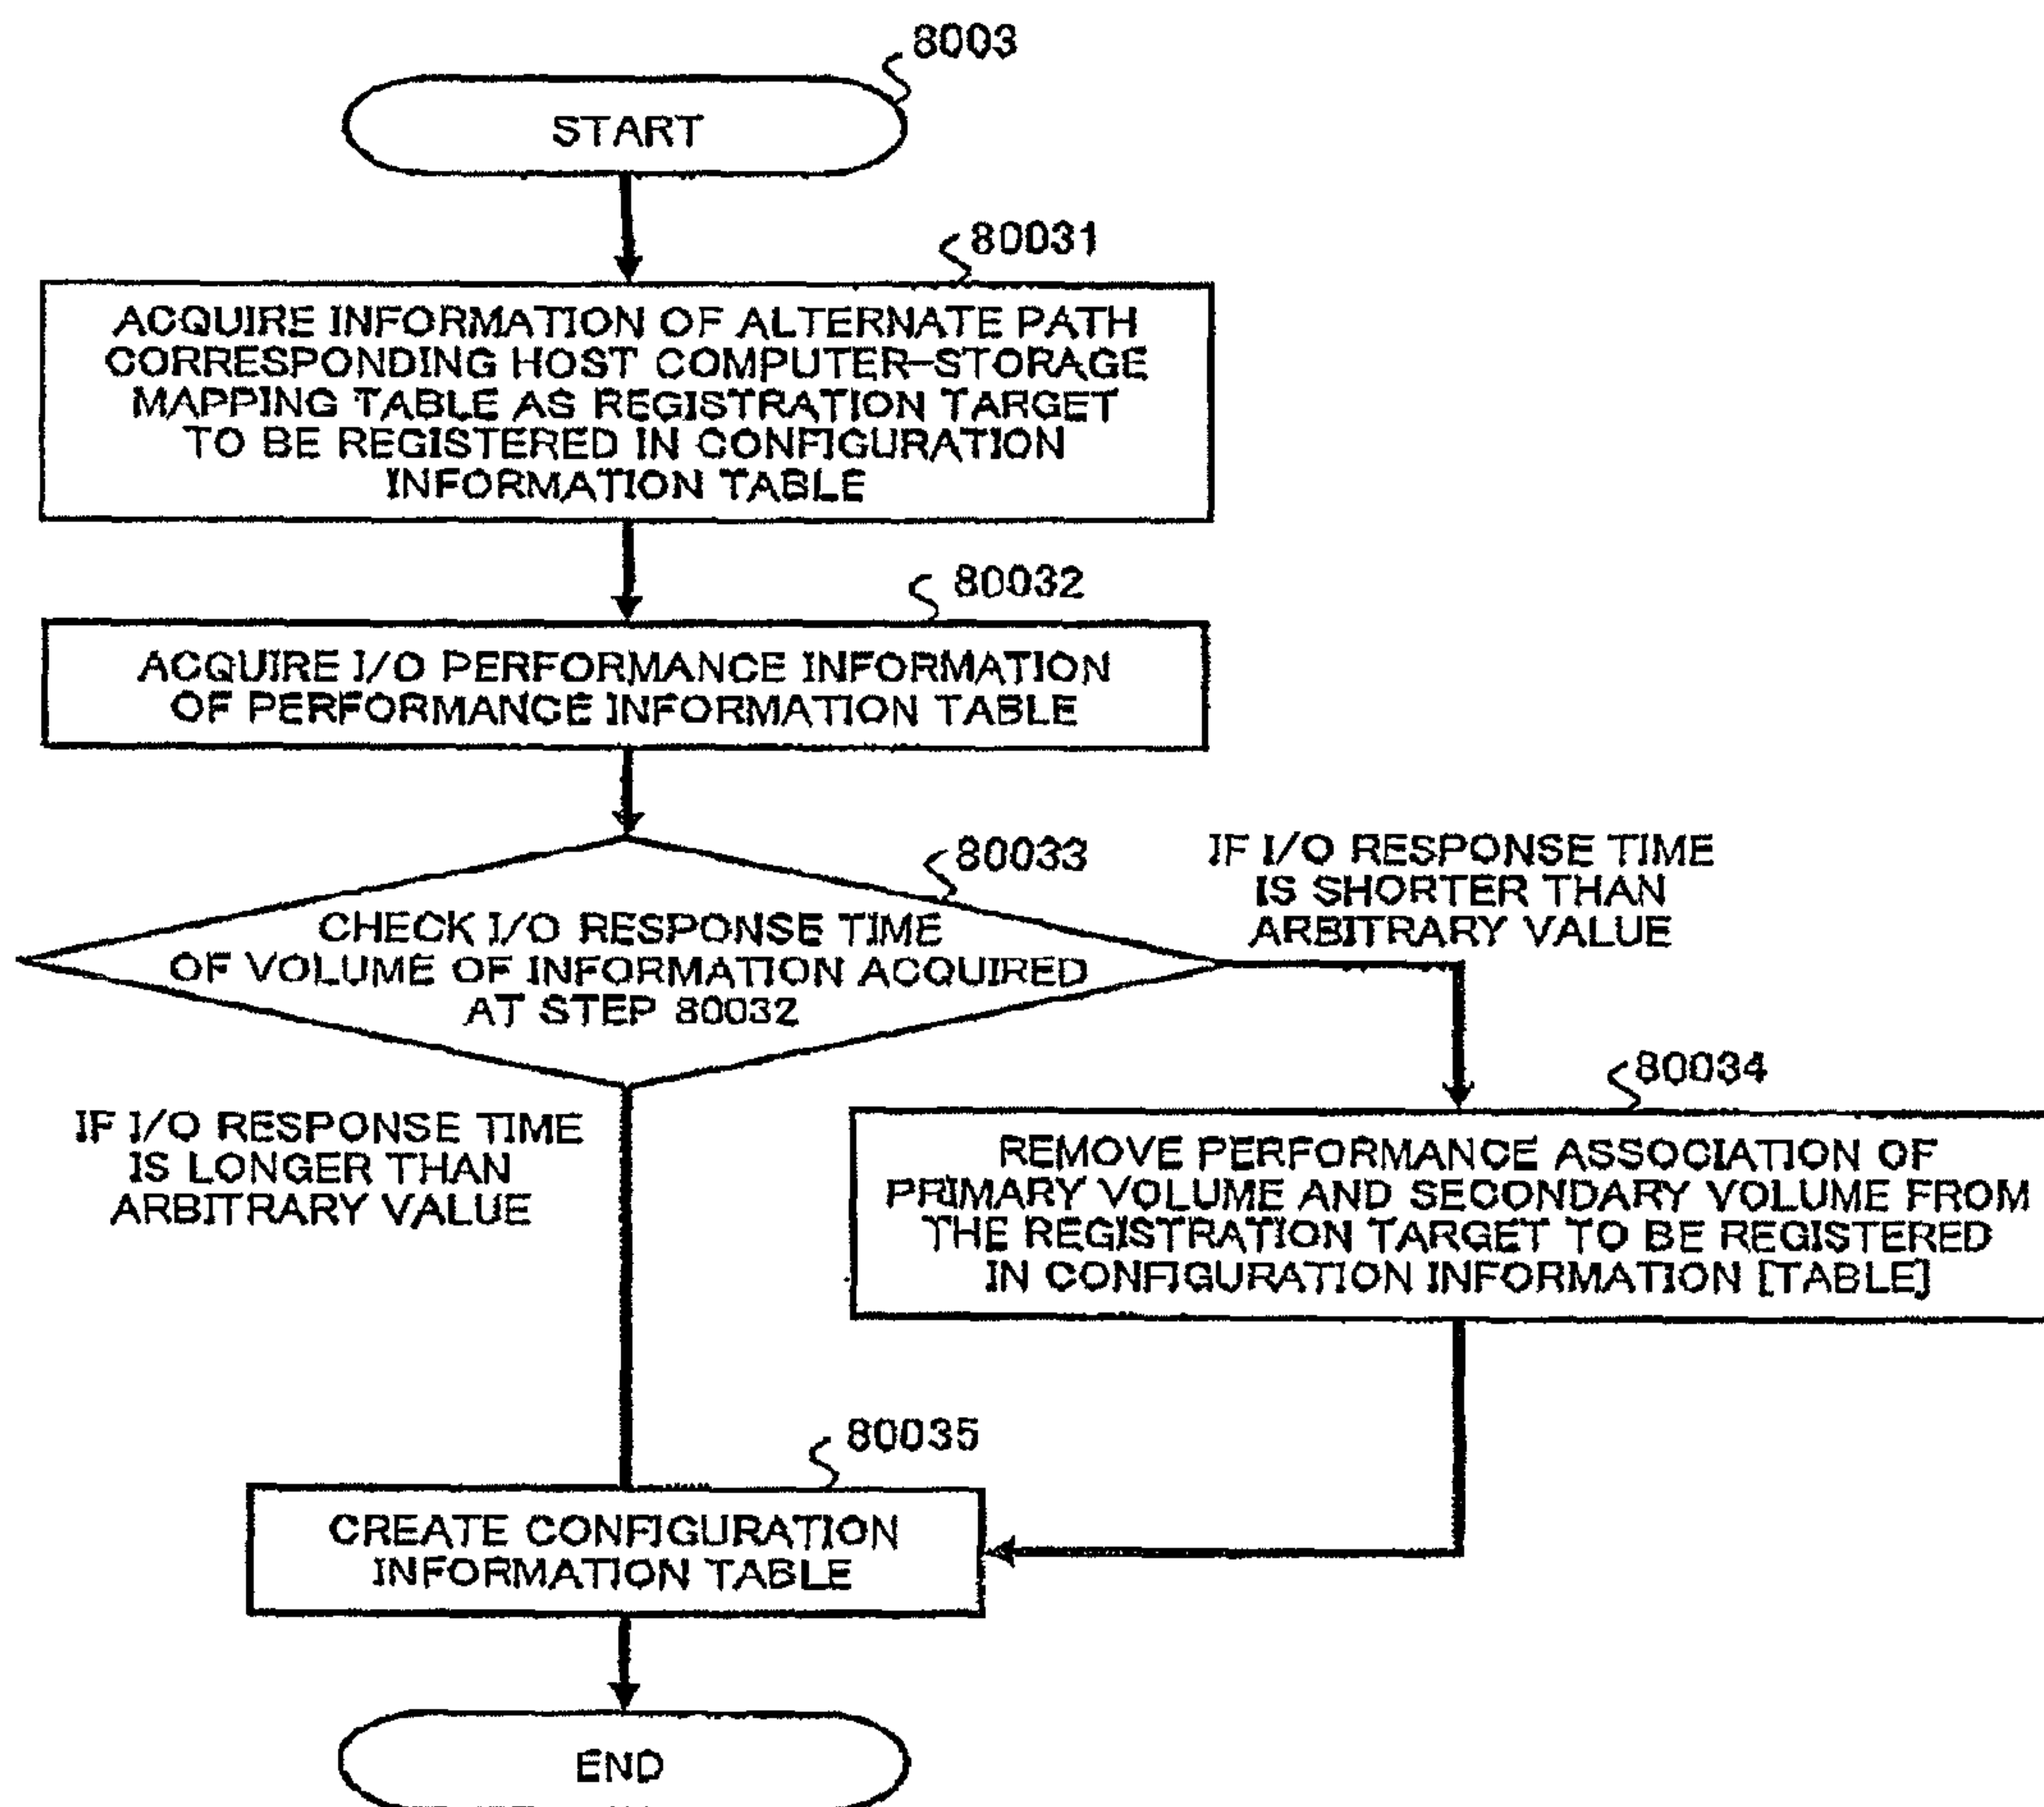 8003
START
80031
ACQUIRE INFORMATION OF ALTERNATE PATH
CORRESPONDING HOST COMPUTER-STORAGE
MAPPING TABLE AS REGISTRATION TARGET
TO BE REGISTERED IN CONFIGURATION
INFORMATION TABLE
80032
ACQUIRE I/O PERFORMANCE INFORMATION
OF PERFORMANCE INFORMATION TABLE
80033
CHECK I/O RESPONSE TIME
OF VOLUME OF INFORMATION ACQUIRED
AT STEP 80032
IF I/O RESPONSE TIME
IS SHORTER THAN
ARBITRARY VALUE
IF I/O RESPONSE TIME
IS LONGER THAN
ARBITRARY VALUE
80034
REMOVE PERFORMANCE ASSOCIATION OF
PRIMARY VOLUME AND SECONDARY VOLUME FROM
THE REGISTRATION TARGET TO BE REGISTERED
IN CONFIGURATION INFORMATION [TABLE]
80035
CREATE CONFIGURATION
INFORMATION TABLE
END